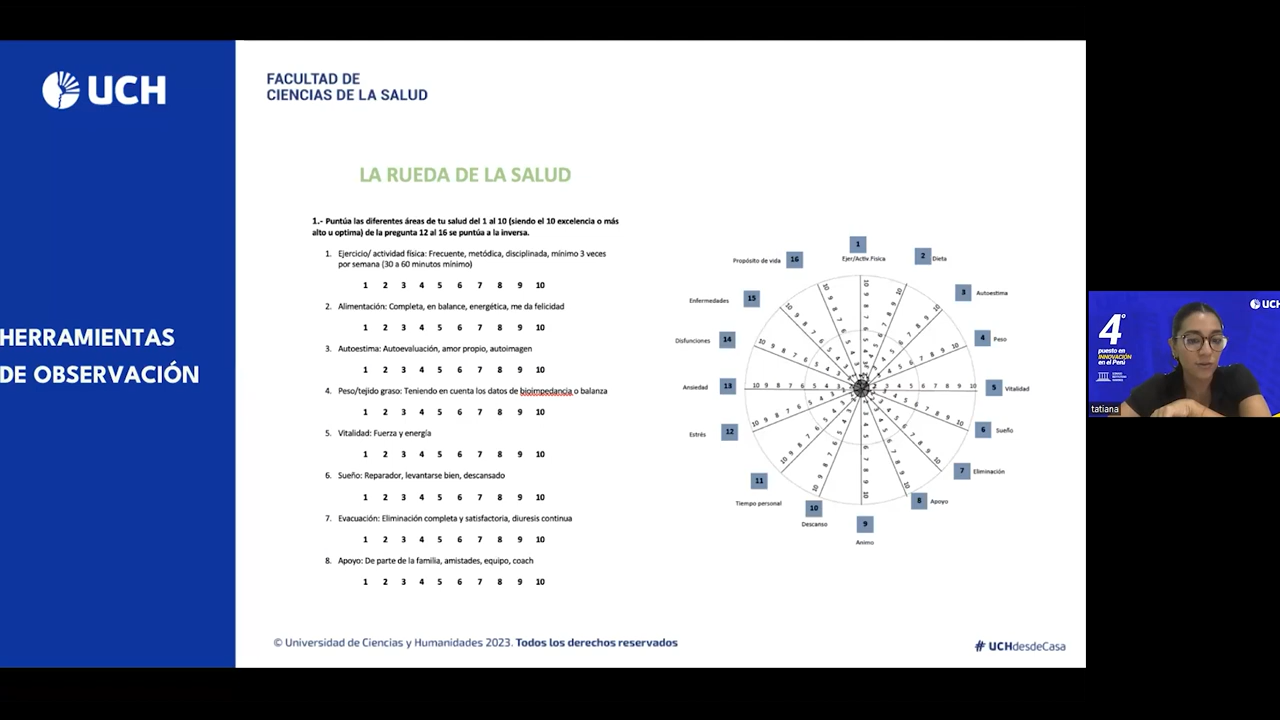 UCH
FACULTAD DE
CIENCIAS DE LA SALUD
HERRAMIENTAS
DE OBSERVACIÓN
LA RUEDA DE LA SALUD
1.- Puntúa las diferentes áreas de tu salud del 1 al 10 (siendo el 10 excelencia o más
alto u optima) de la pregunta 12 al 16 se puntúa a la inversa.
1. Ejercicio/ actividad física: Frecuente, metódica, disciplinada, mínimo 3 veces
por semana (30 a 60 minutos mínimo)
1 2 3 4 5 6 7 8 9 10
2. Alimentación: Completa, en balance, energética, me da felicidad
1 2 3 4 5 6 7 8 9 10
3. Autoestima: Autoevaluación, amor propio, autoimagen
1 2 3 4 5 6 7 8 9 10
4. Peso/tejido graso: Teniendo en cuenta los datos de bioimpedancia o balanza
1 2 3 4 5 6 7 8 9 10
5. Vitalidad: Fuerza y energía
1 2 3 4 5 6 7 8 9 10
6. Sueño: Reparador, levantarse bien, descansado
1 2 3 4 5 6 7 8 9 10
7. Evacuación: Eliminación completa y satisfactoria, diuresis continua
1 2 3 4 5 6 7 8 9 10
8. Apoyo: De parte de la familia, amistades, equipo, coach
1 2 3 4 5 6 7 8 9 10
1
Ejer/Activ.Fisica
2 Dieta
3 Autoestima
4 Peso
5 Vitalidad
6 Sueño
7 Eliminación
8 Apoyo
9
Animo
10
Descanso
11
Tiempo personal
12
Estrés
13
Ansiedad
14
Disfunciones
15
Enfermedades
16
Propósito de vida
© Universidad de Ciencias y Humanidades 2023. Todos los derechos reservados
#UCHdesdeCasa
UCH
4°
puesto en
INNOVACIÓN
en el Perú
tatiana